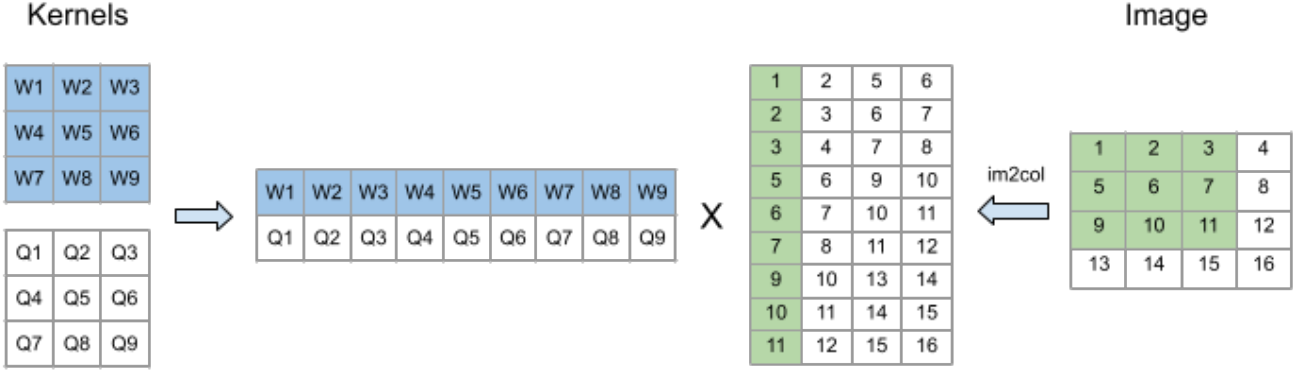 Kernels
W1 W2 W3
W4 W5 W6
W7 W8 W9
Q1 Q2 Q3
Q4 Q5 Q6
Q7 Q8 Q9
W1 W2 W3 W4 W5 W6 W7 W8 W9
Q1 Q2 Q3 Q4 Q5 Q6 Q7 Q8 Q9
X
1 2 5 6
2 3 6 7
3 4 7 8
5 6 9 10
6 7 10 11
7 8 11 12
9 10 13 14
10 11 14 15
11 12 15 16
im2col
Image
1 2 3 4
5 6 7 8
9 10 11 12
13 14 15 16